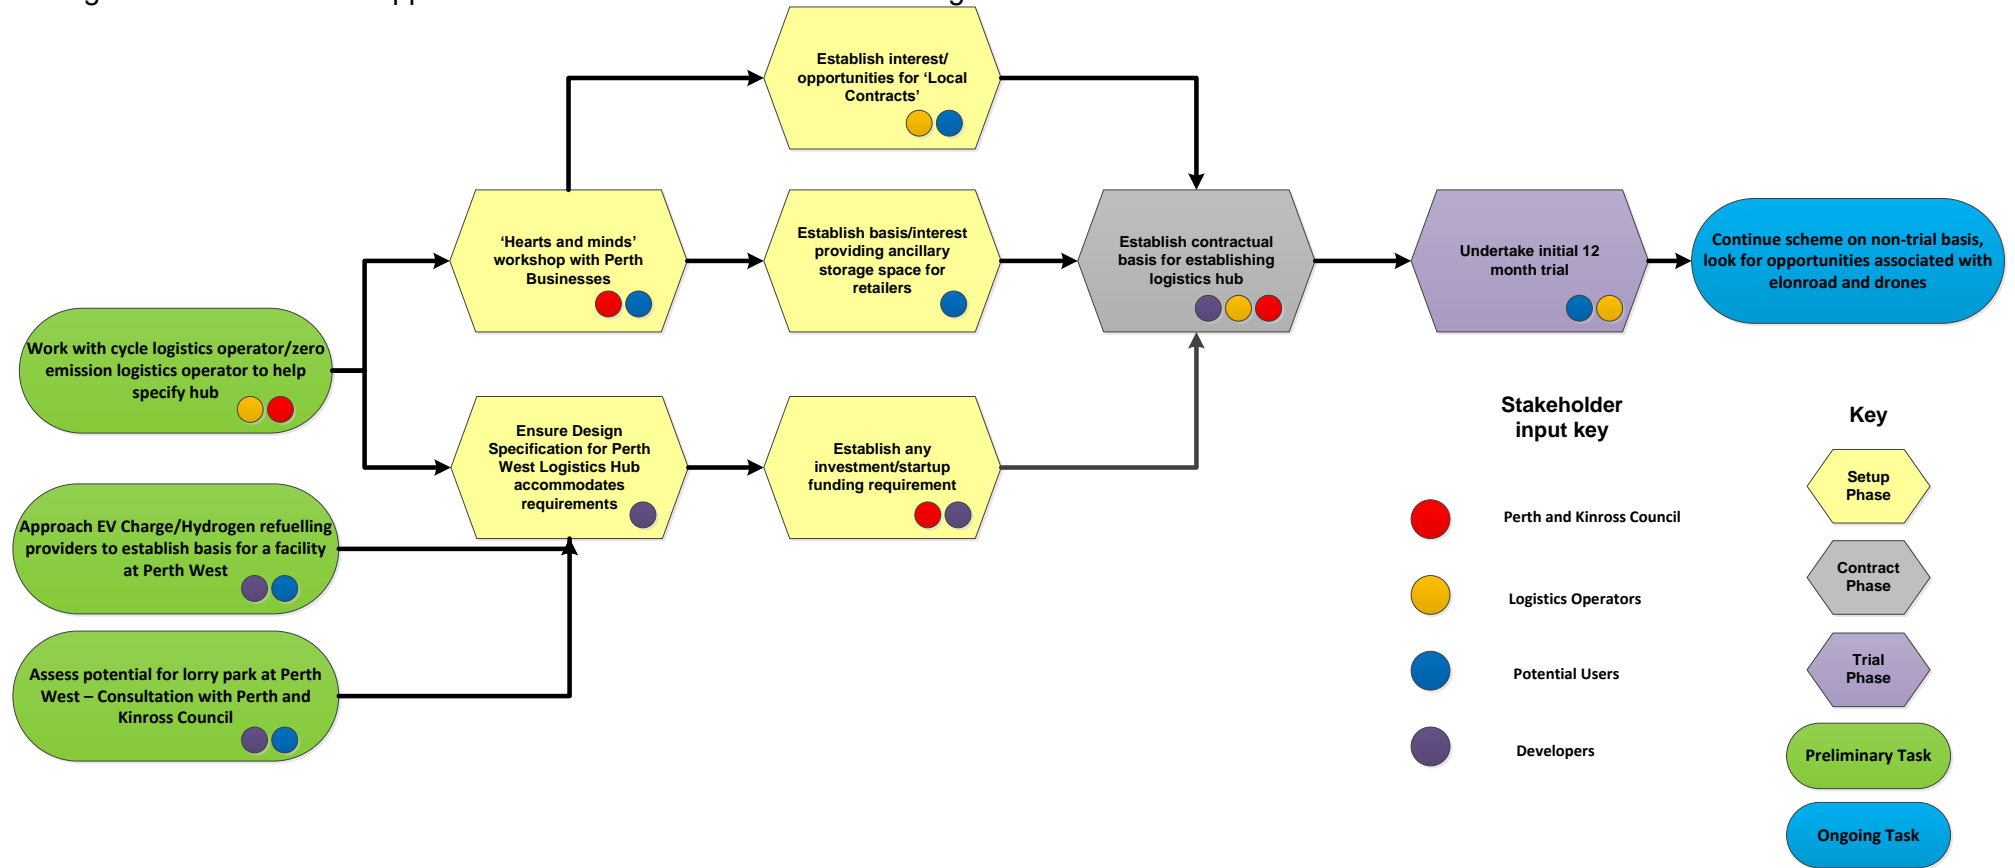 Establish interest/
opportunities for ‘Local
Contracts’
‘Hearts and minds’
workshop with Perth
Businesses
Establish basis/interest
providing ancillary
storage space for
retailers
Establish contractual
basis for establishing
logistics hub
Undertake initial 12
month trial
Continue scheme on non-trial basis,
look for opportunities associated with
elonroad and drones
Work with cycle logistics operator/zero
emission logistics operator to help
specify hub
Ensure Design
Specification for Perth
West Logistics Hub
accommodates
requirements
Establish any
investment/startup
funding requirement
Approach EV Charge/Hydrogen refuelling
providers to establish basis for a facility
at Perth West
Assess potential for lorry park at Perth
West – Consultation with Perth and
Kinross Council
Stakeholder
input key
Perth and Kinross Council
Logistics Operators
Potential Users
Developers
Key
Setup
Phase
Contract
Phase
Trial
Phase
Preliminary Task
Ongoing Task